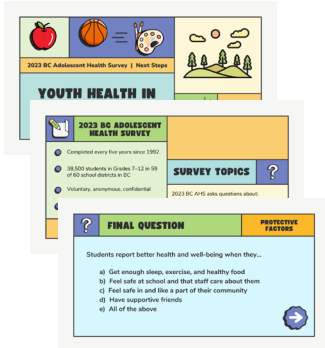 2023 BC Adolescent Health Survey | Next Steps
YOUTH HEALTH IN
2023 BC ADOLESCENT
HEALTH SURVEY
Completed every five years since 1992
38,500 students in Grades 7–12 in 59
of 60 school districts in BC
Voluntary, anonymous, confidential
SURVEY TOPICS
?
2023 BC AHS asks questions about:
?
FINAL QUESTION
PROTECTIVE
FACTORS
Students report better health and well-being when they...
a) Get enough sleep, exercise, and healthy food
b) Feel safe at school and that staff care about them
c) Feel safe in and like a part of their community
d) Have supportive friends
e) All of the above